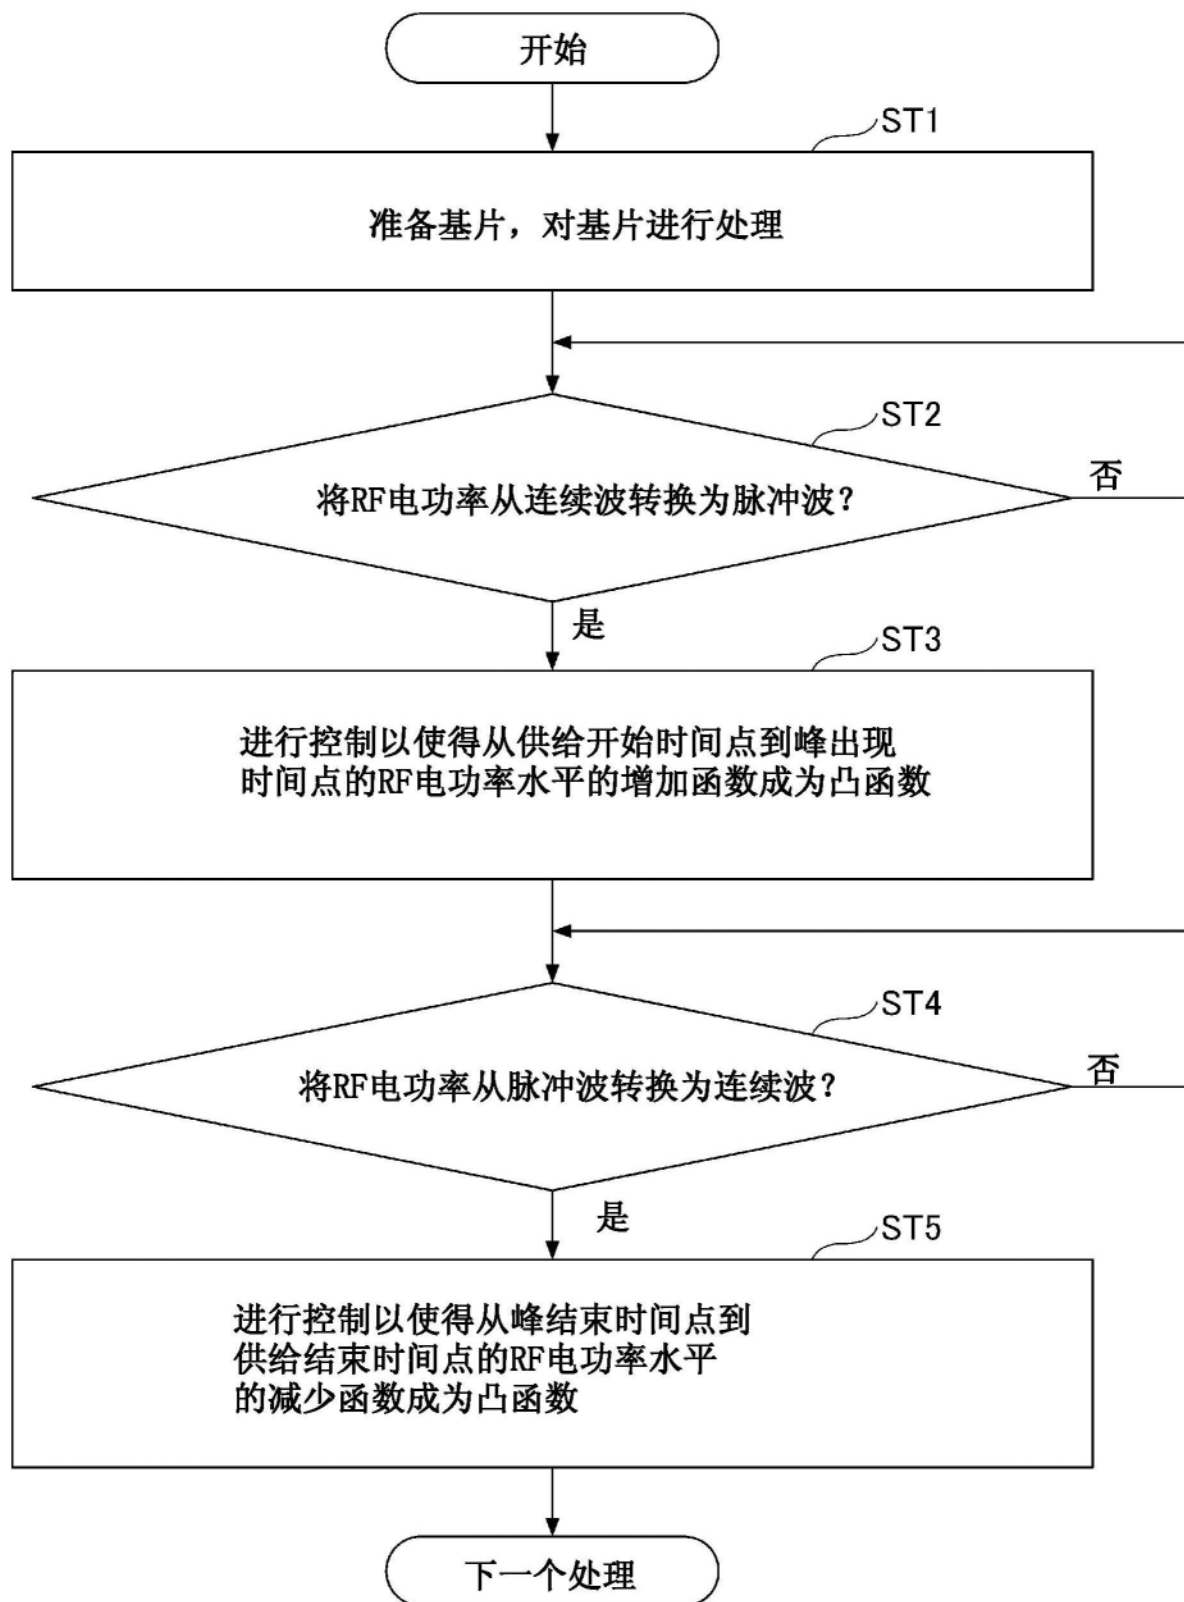 开始
ST1
准备基片，对基片进行处理
ST2
将RF电功率从连续波转换为脉冲波？
否
是
ST3
进行控制以使得从供给开始时间点到峰出现
时间点的RF电功率水平的增加函数成为凸函数
ST4
将RF电功率从脉冲波转换为连续波？
否
是
ST5
进行控制以使得从峰结束时间点到
供给结束时间点的RF电功率水平
的减少函数成为凸函数
下一个处理